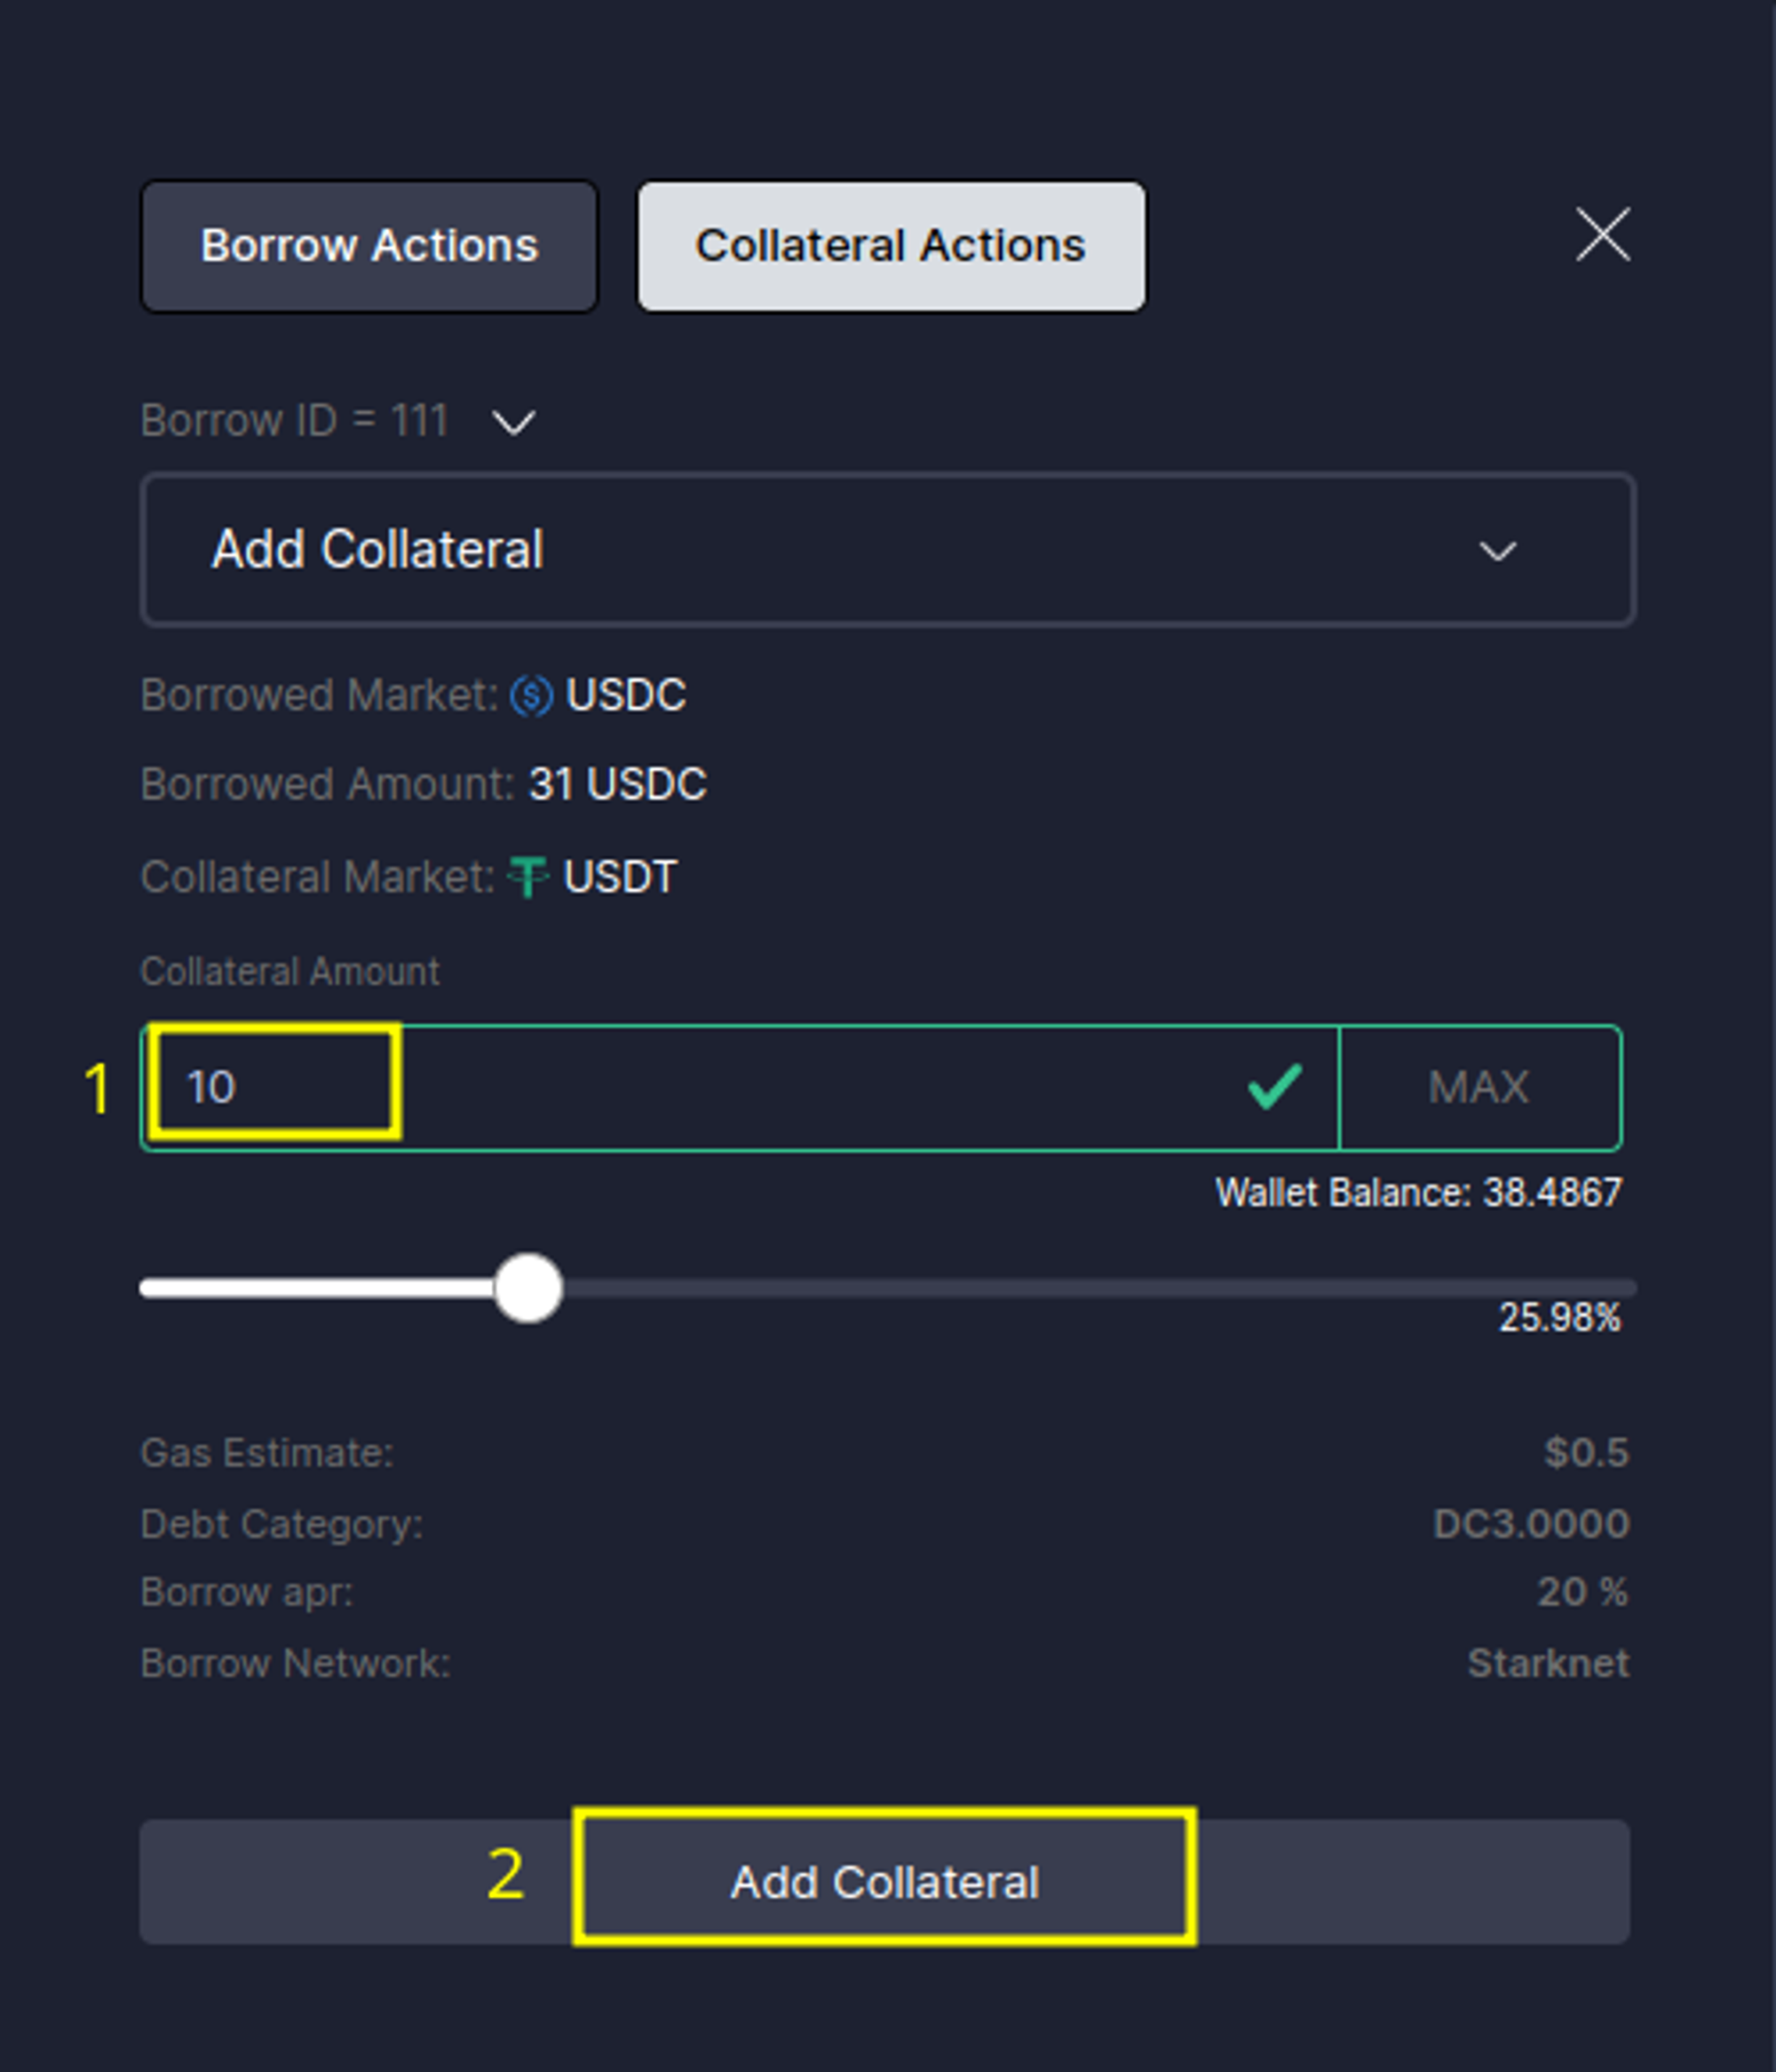 Borrow Actions Collateral Actions
Borrow ID = 111
Add Collateral
Borrowed Market: USDC
Borrowed Amount: 31 USDC
Collateral Market: USDT
Collateral Amount
1 10 MAX
Wallet Balance: 38.4867
25.98%
Gas Estimate: $0.5
Debt Category: DC3.0000
Borrow apr: 20 %
Borrow Network: Starknet
2 Add Collateral